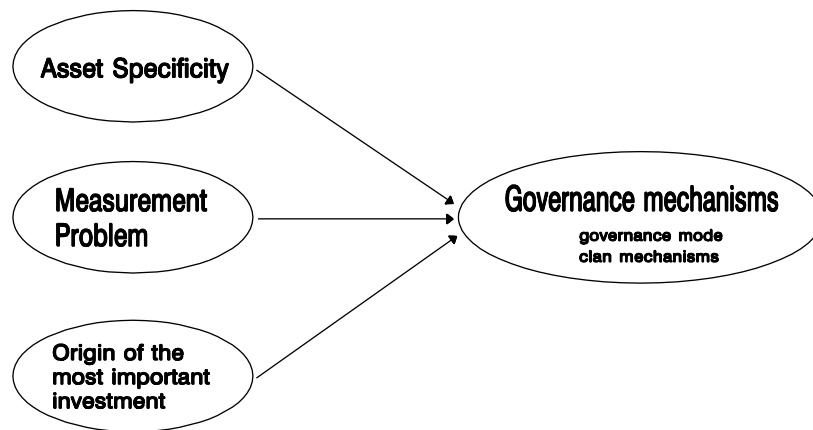 Asset Specificity
Measurement
Problem
Origin of the
most important
investment
Governance mechanisms
governance mode
clan mechanisms